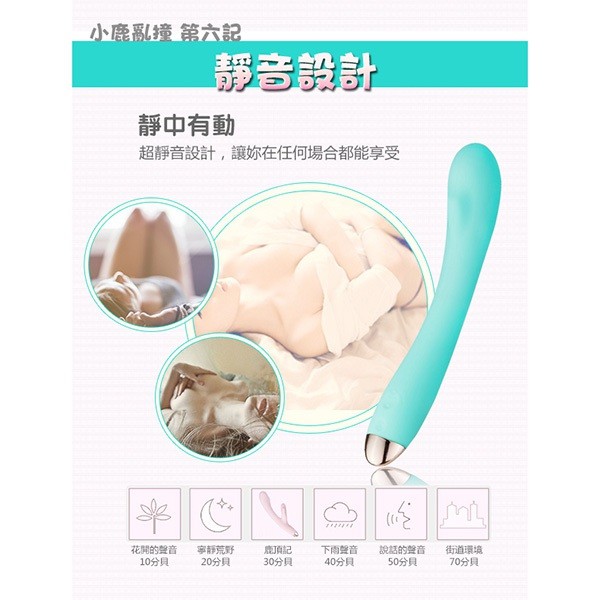 小鹿亂撞 第六記
靜音設計
靜中有動
超靜音設計，讓妳在任何場合都能享受
花開的聲音
10分貝
寧靜荒野
20分貝
鹿頂記
30分貝
下雨聲音
40分貝
說話的聲音
50分貝
街道環境
70分貝